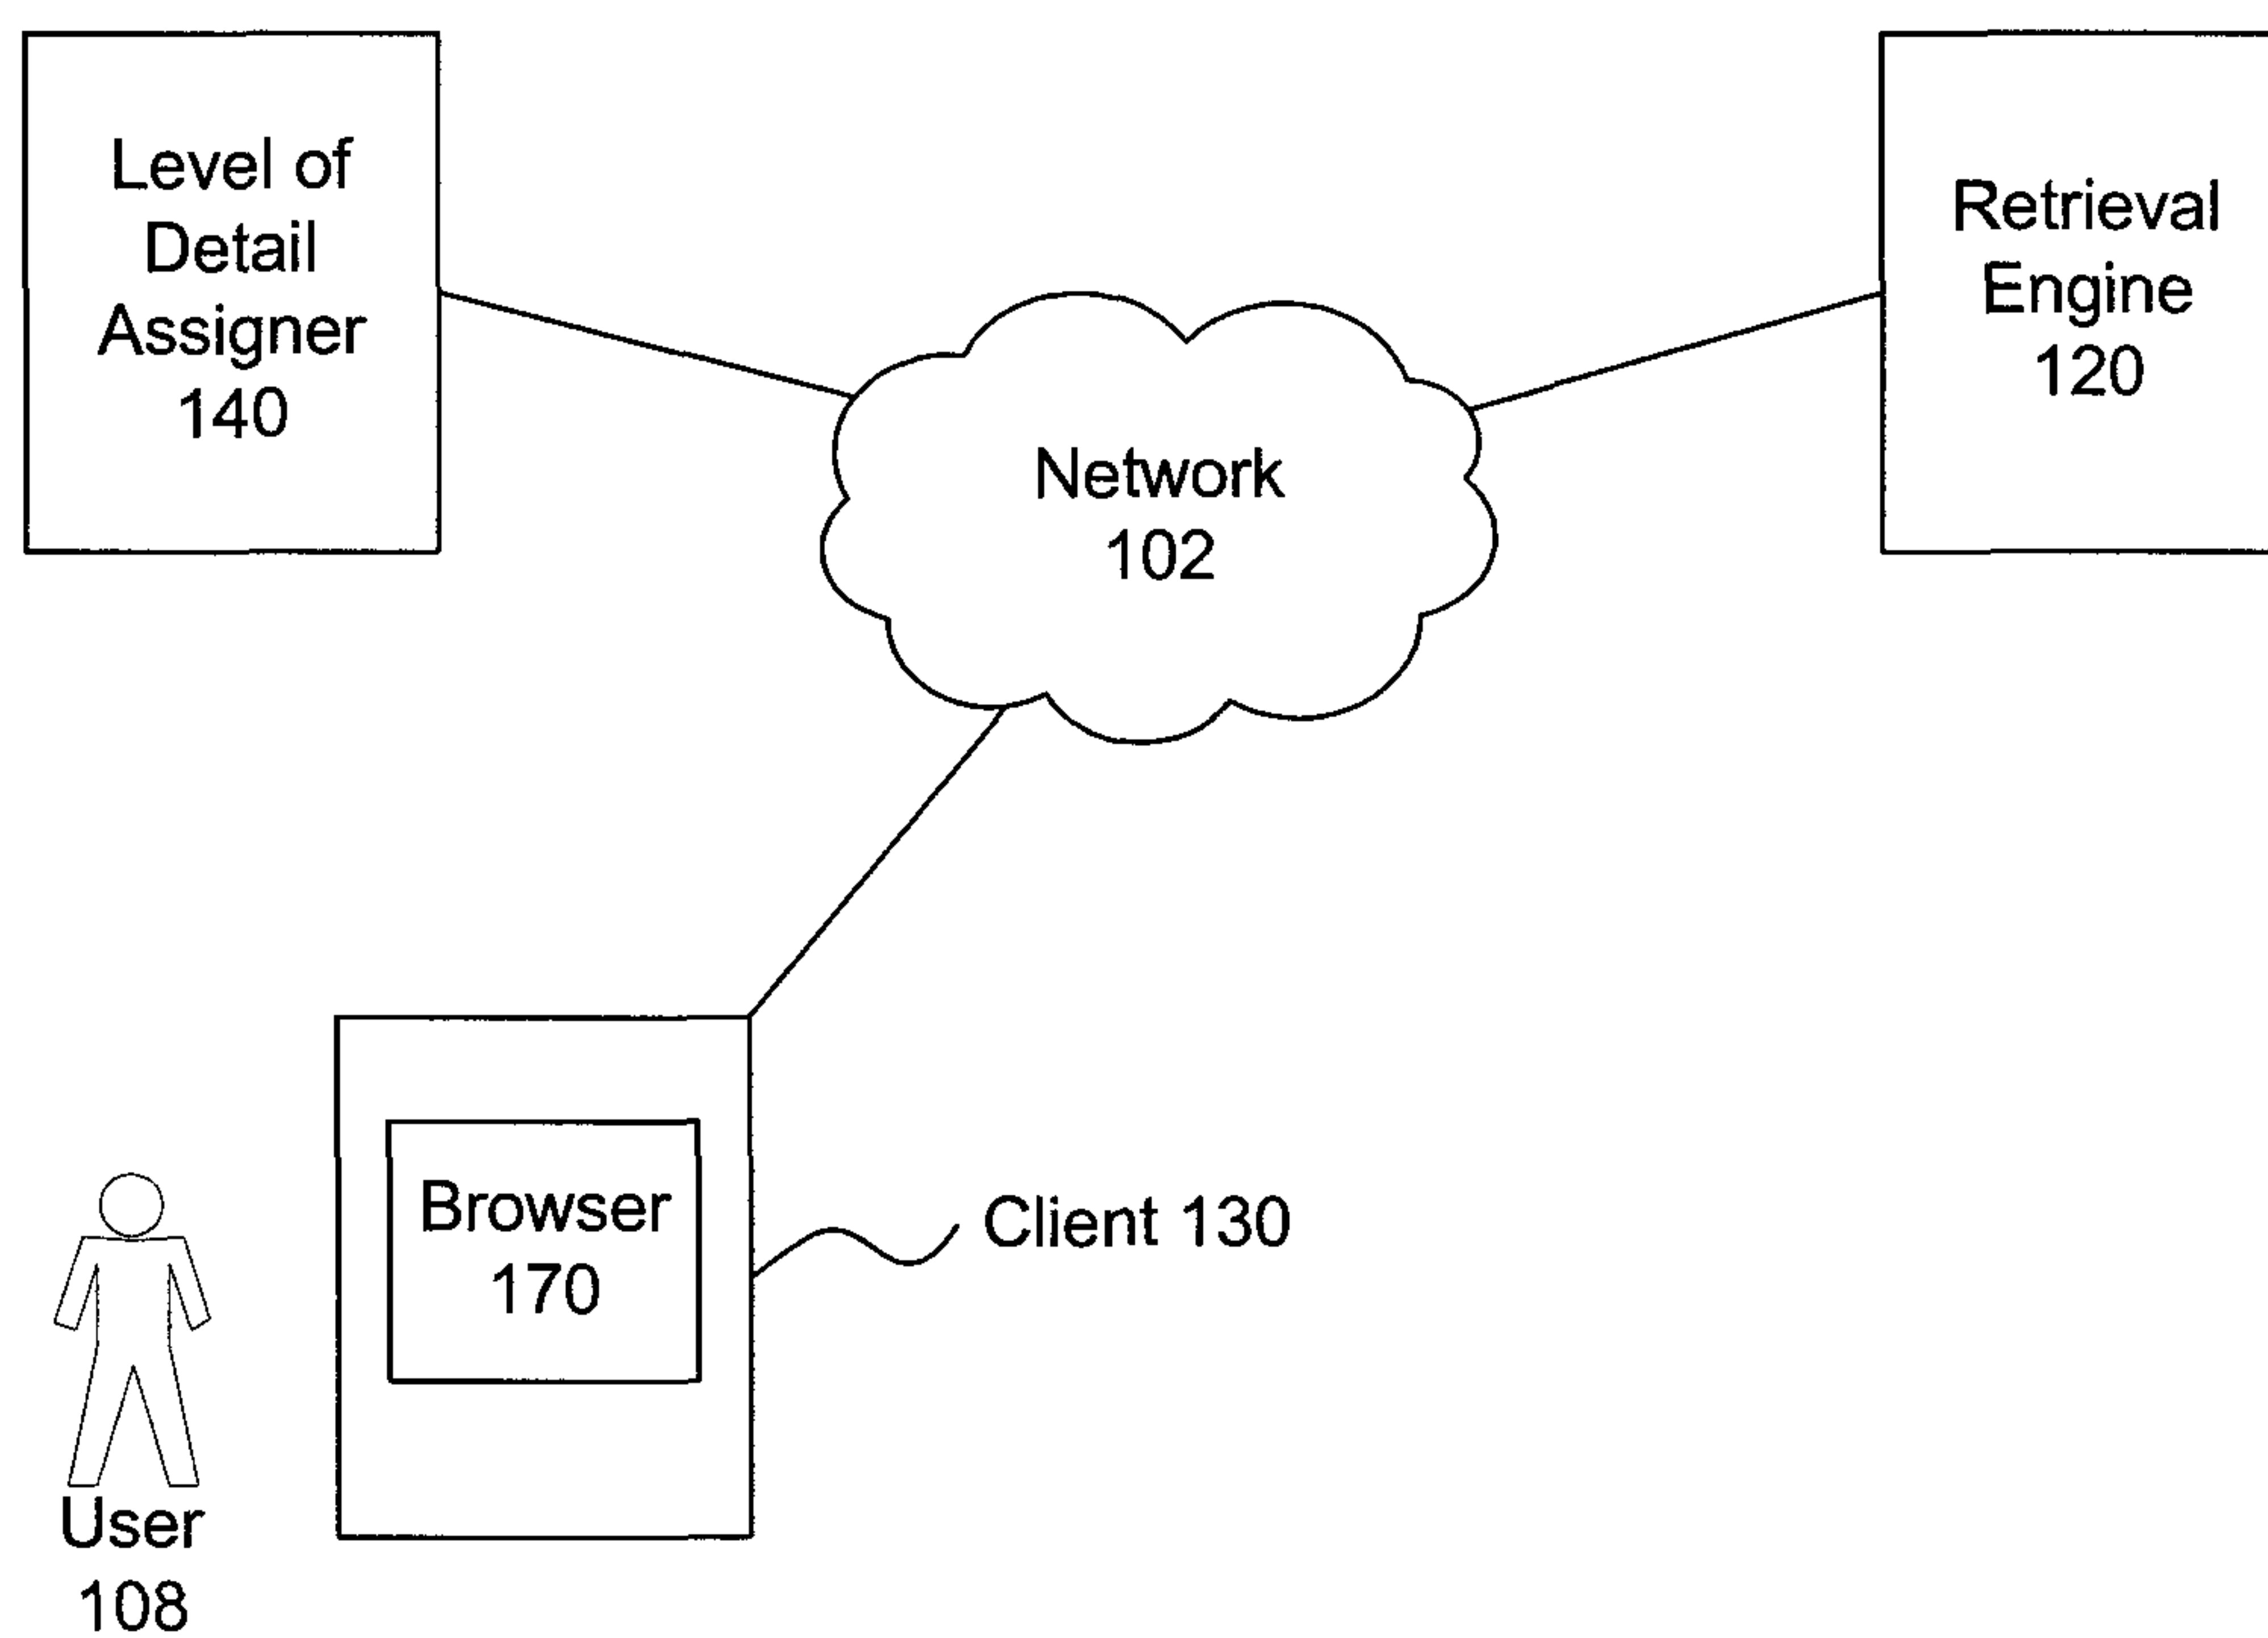 Level of
Detail
Assigner
140
Retrieval
Engine
120
Network
102
Browser
170
Client 130
User
108